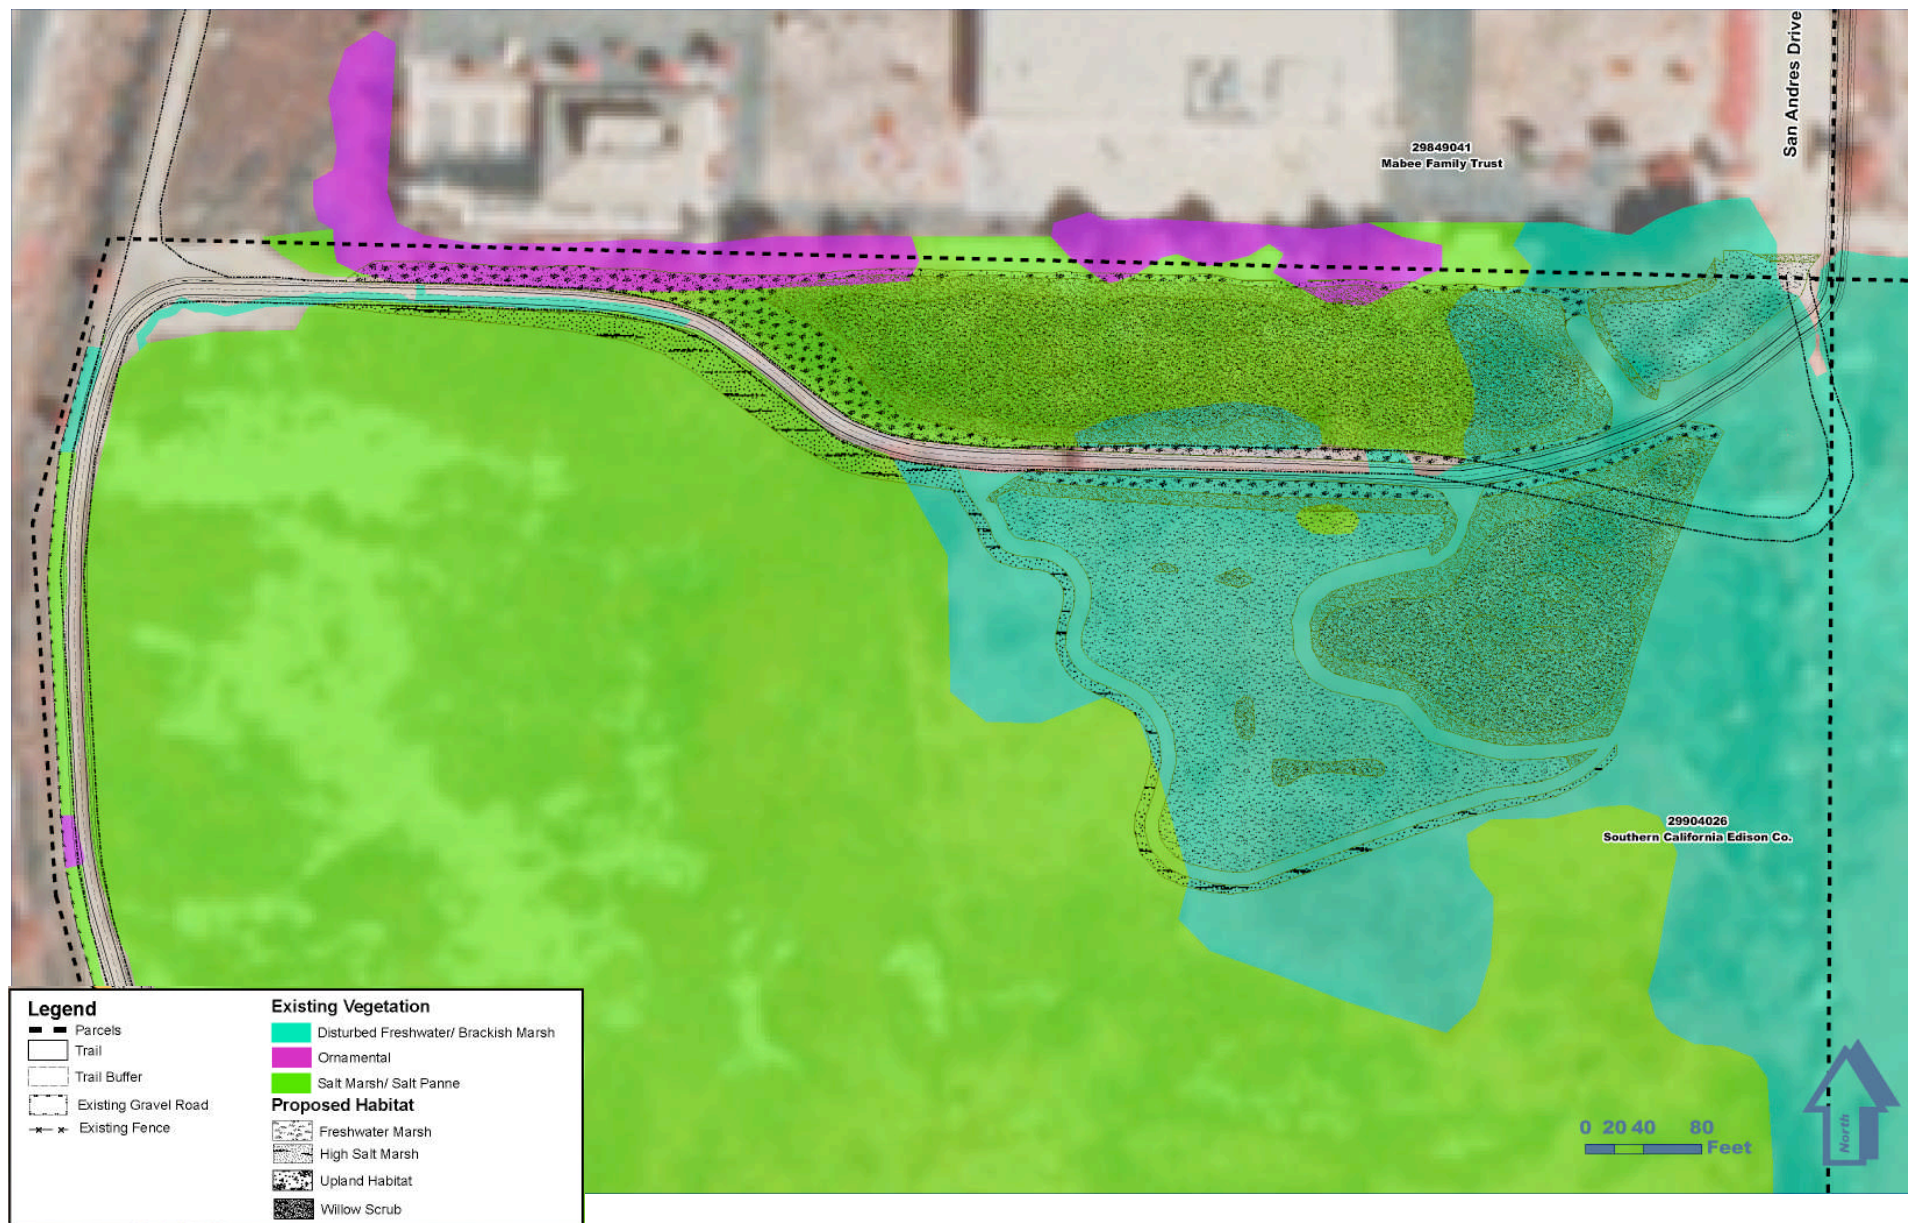 San Andres Drive
29849041
Mabee Family Trust
29904026
Southern California Edison Co.
Legend
Parcels
Trail
Trail Buffer
Existing Gravel Road
Existing Fence
Existing Vegetation
Disturbed Freshwater/ Brackish Marsh
Ornamental
Salt Marsh/ Salt Panne
Proposed Habitat
Freshwater Marsh
High Salt Marsh
Upland Habitat
Willow Scrub
0 20 40 80
Feet
North